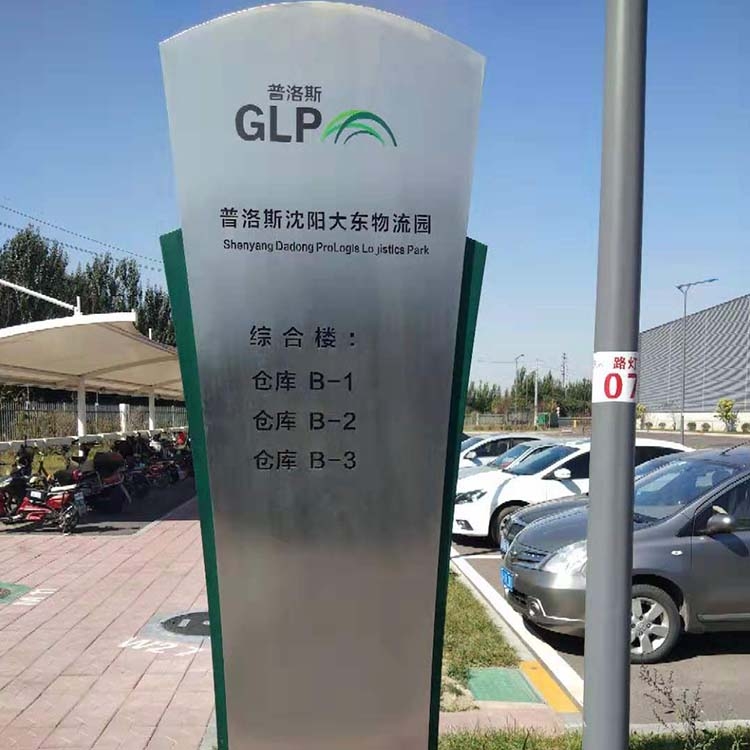 普洛斯
GLP
普洛斯沈阳大东物流园
Shenyang Dadong ProLogis Logistics Park
综合楼：
仓库 B-1
仓库 B-2
仓库 B-3
路灯
07